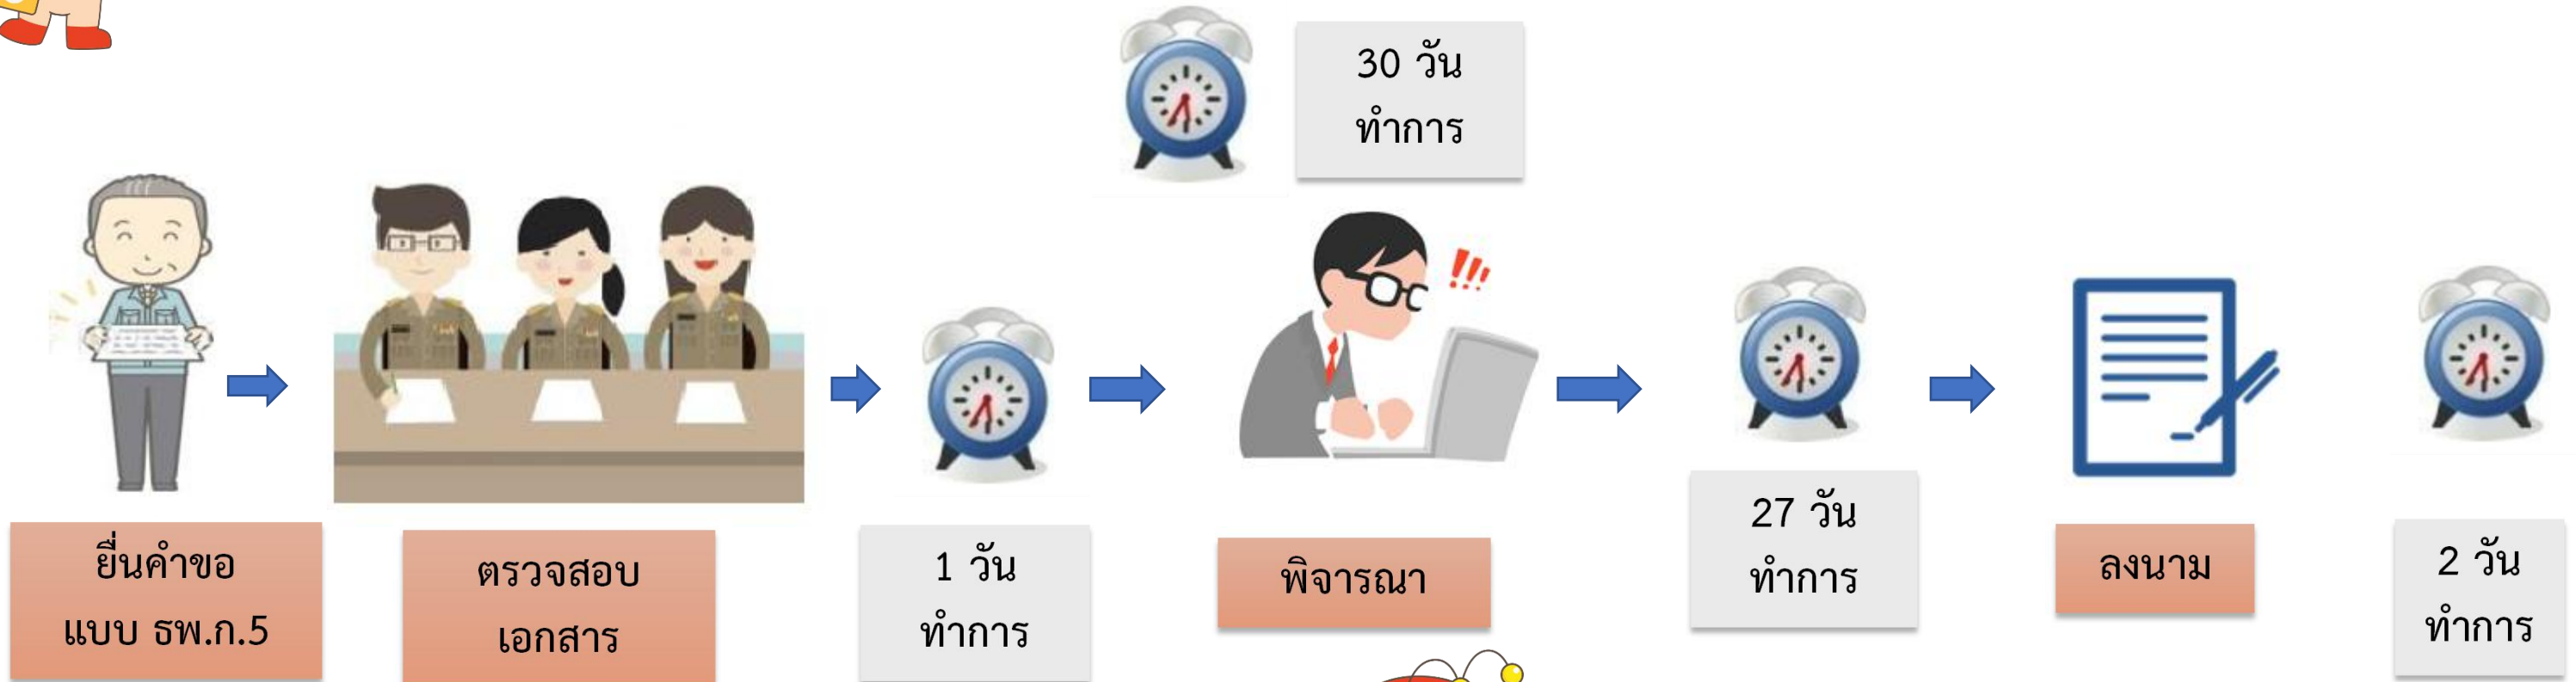 30 วัน
ทำการ
ยื่นคำขอ
แบบ ธพ.ก.5
ตรวจสอบ
เอกสาร
1 วัน
ทำการ
พิจารณา
27 วัน
ทำการ
ลงนาม
2 วัน
ทำการ